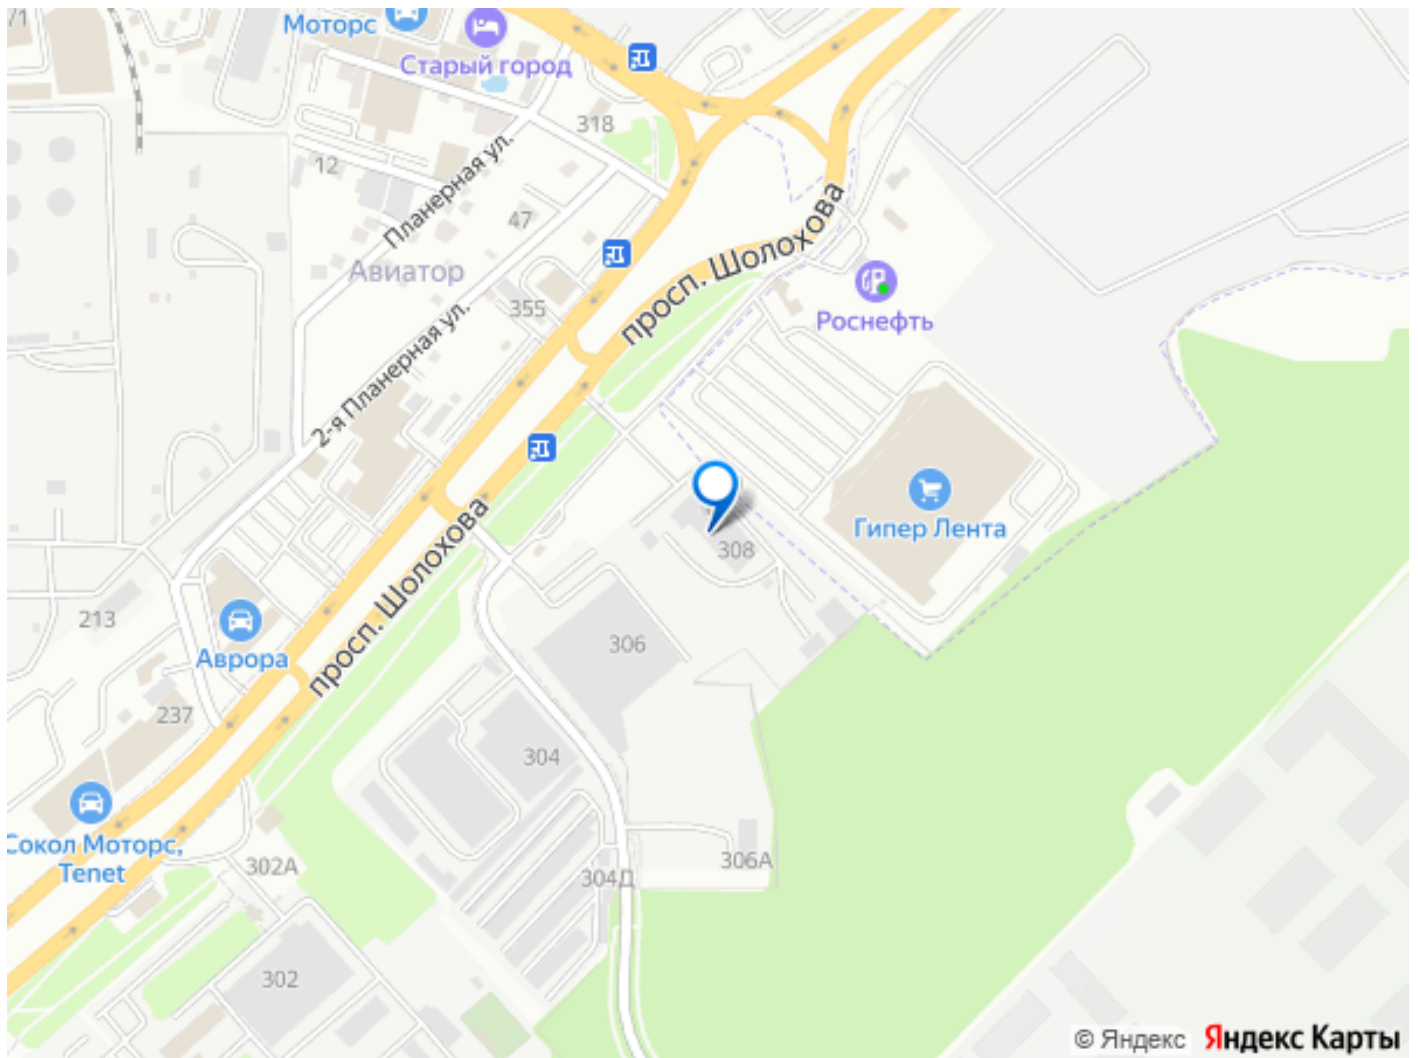 /1
Моторс
Старый город
318
12
Планерная ул.
47
Авиатор
просп. Шолохова
355
Роснефть
2-я Планерная ул.
Гипер Лента
308
просп. Шолохова
213
306
Аврора
237
304
Сокол Моторс,
Tenet
302А
306А
304Д
302
© Яндекс Яндекс Карты